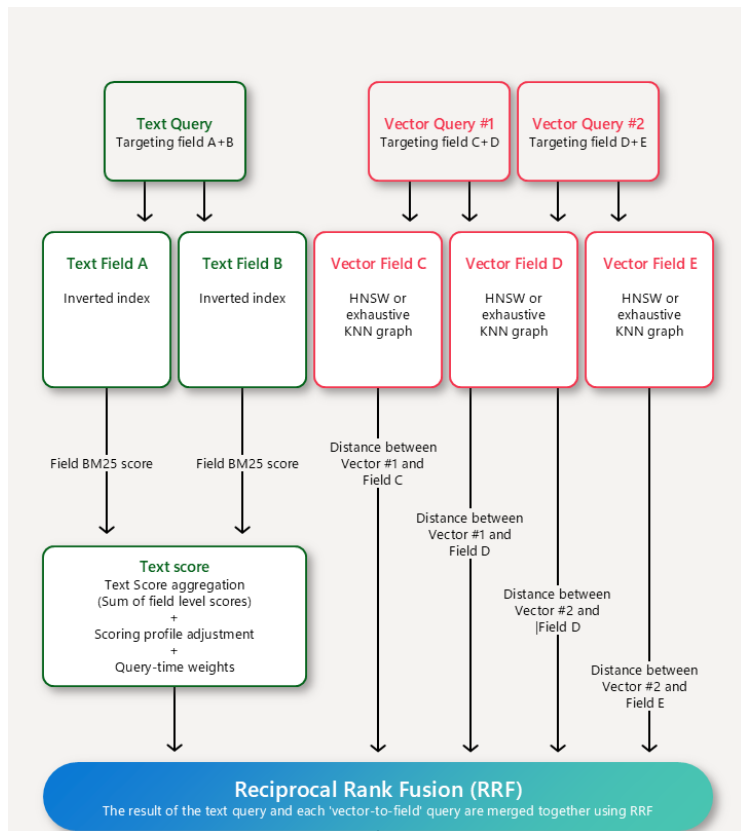 Text Query
Targeting field A+B
Vector Query #1
Targeting field C+D
Vector Query #2
Targeting field D+E
Text Field A
Inverted index
Text Field B
Inverted index
Vector Field C
HNSW or
exhaustive
KNN graph
Vector Field D
HNSW or
exhaustive
KNN graph
Vector Field E
HNSW or
exhaustive
KNN graph
Field BM25 score
Field BM25 score
Distance between
Vector #1 and
Field C
Distance between
Vector #1 and
Field D
Distance between
Vector #2 and
|Field D
Distance between
Vector #2 and
Field E
Text score
Text Score aggregation
(Sum of field level scores)
+
Scoring profile adjustment
+
Query-time weights
Reciprocal Rank Fusion (RRF)
The result of the text query and each 'vector-to-field' query are merged together using RRF